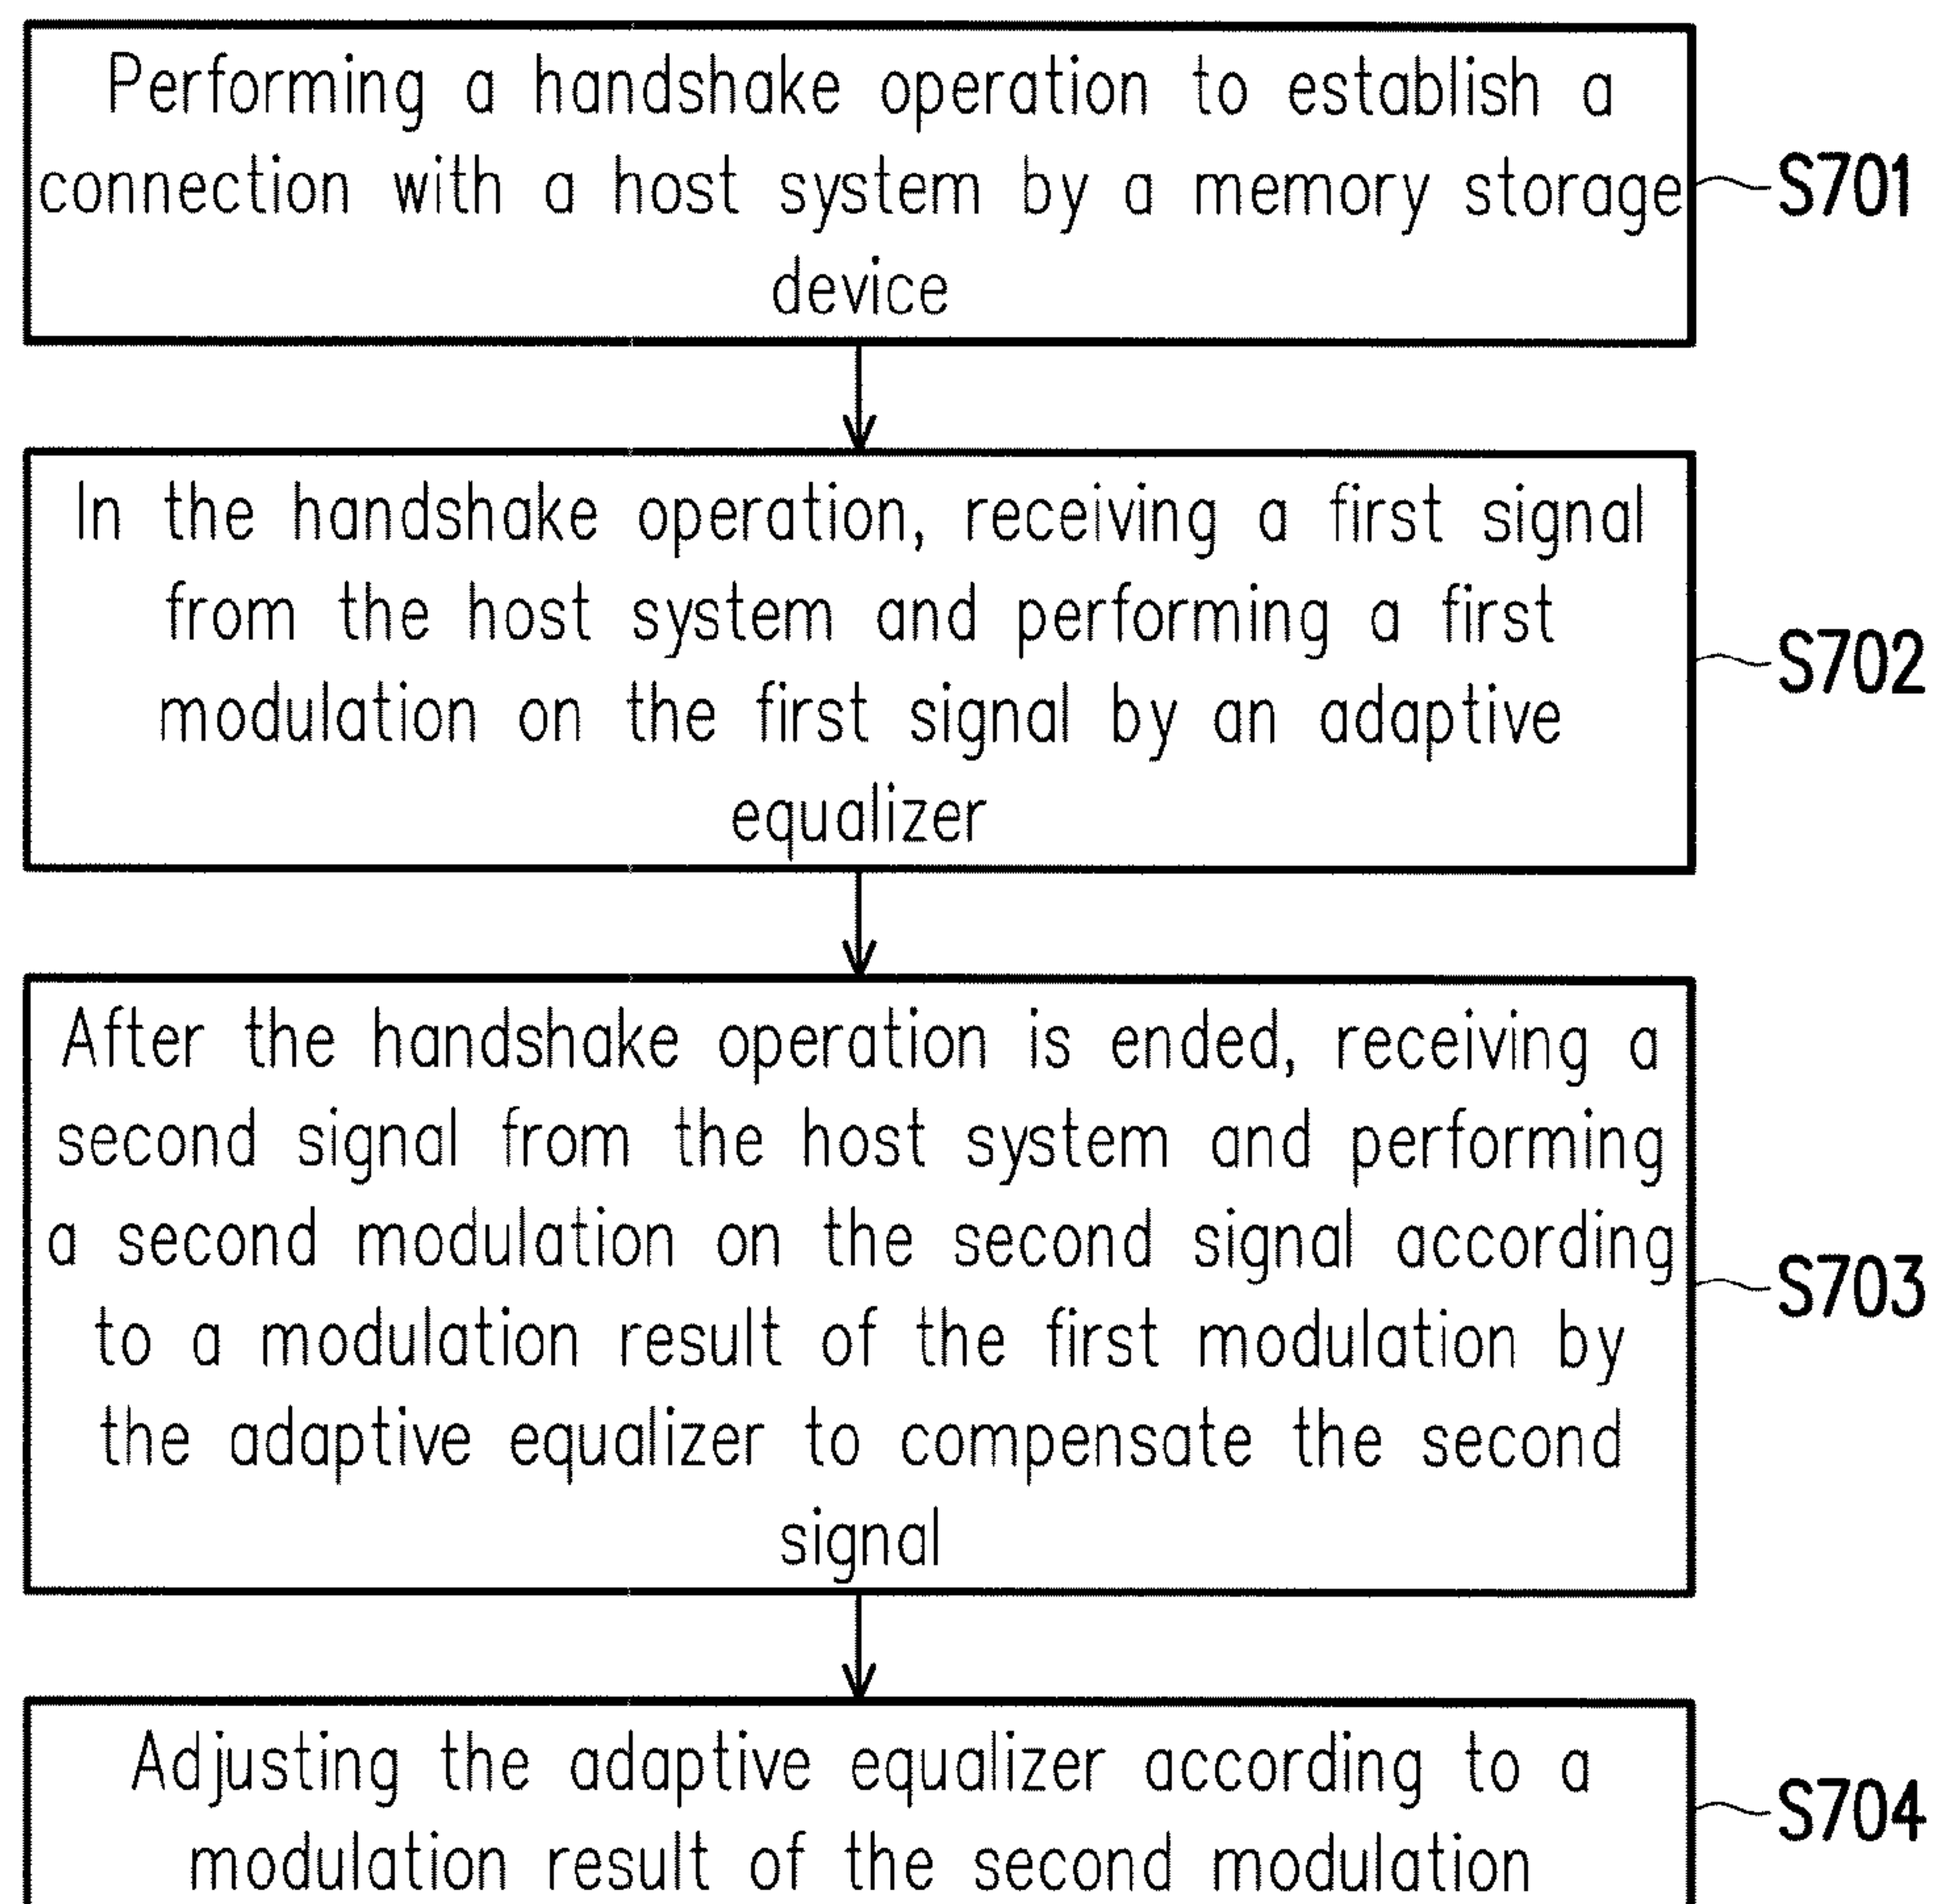 Performing a handshake operation to establish a
connection with a host system by a memory storage
device
S701
In the handshake operation, receiving a first signal
from the host system and performing a first
modulation on the first signal by an adaptive
equalizer
S702
After the handshake operation is ended, receiving a
second signal from the host system and performing
a second modulation on the second signal according
to a modulation result of the first modulation by
the adaptive equalizer to compensate the second
signal
S703
Adjusting the adaptive equalizer according to a
modulation result of the second modulation
S704